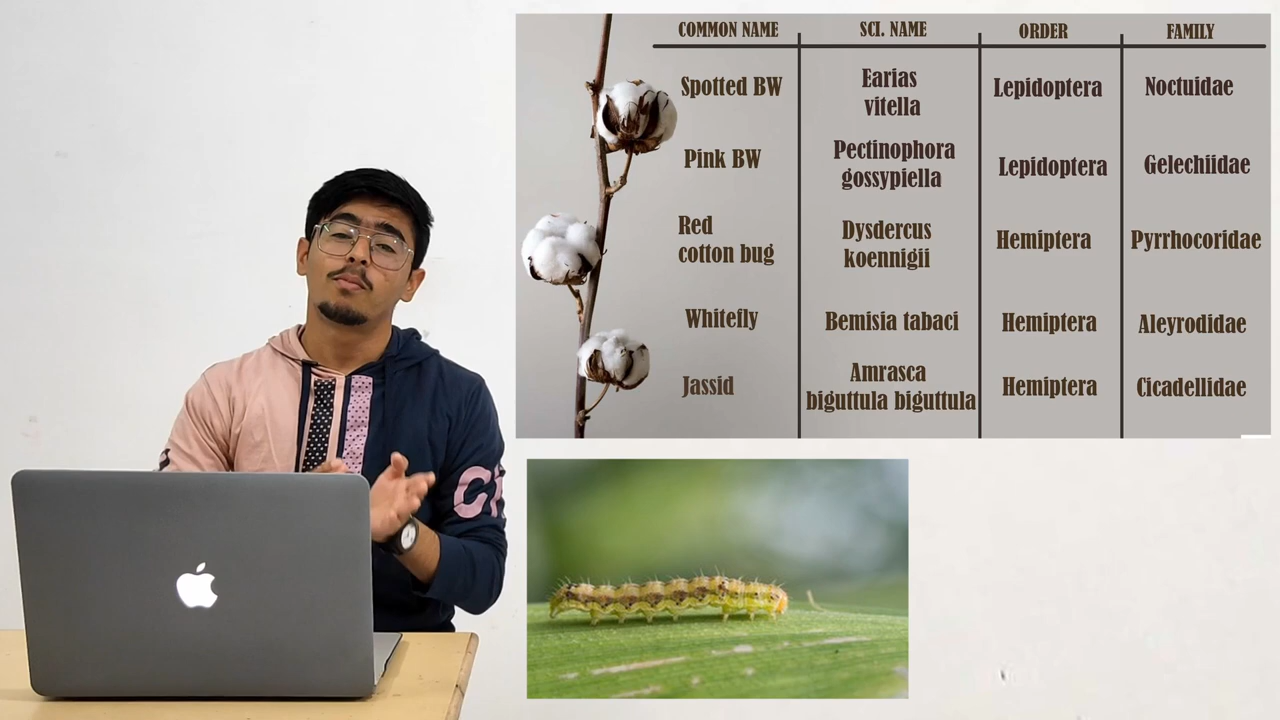 COMMON NAME SCI. NAME ORDER FAMILY
Spotted BW Earias vitella Lepidoptera Noctuidae
Pink BW Pectinophora gossypiella Lepidoptera Gelechiidae
Red cotton bug Dysdercus koennigii Hemiptera Pyrrhocoridae
Whitefly Bemisia tabaci Hemiptera Aleyrodidae
Jassid Amrasca biguttula biguttula Hemiptera Cicadellidae